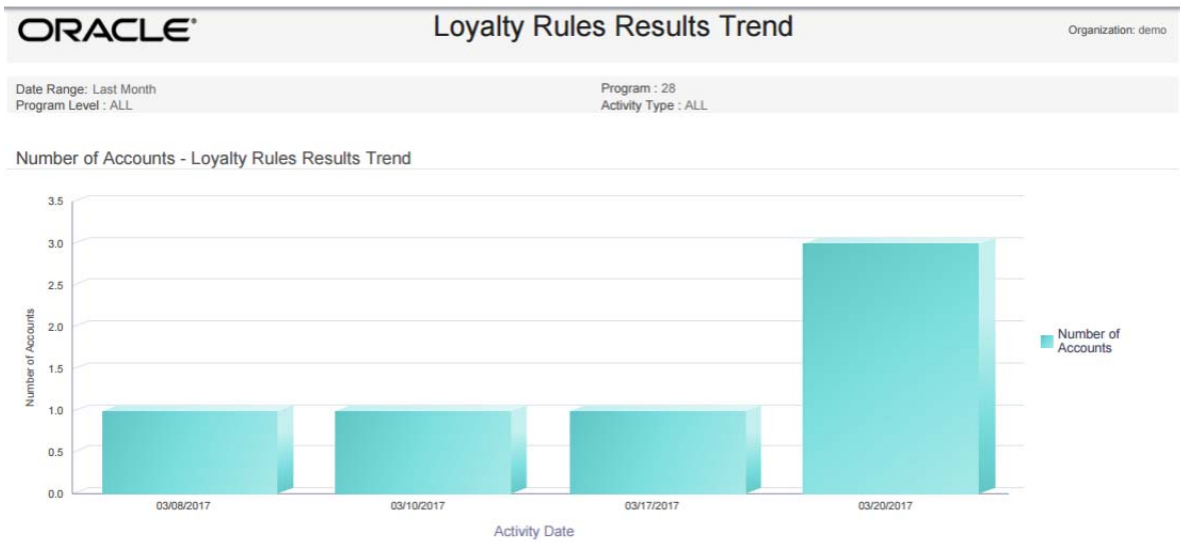 ORACLE
Loyalty Rules Results Trend
Organization: demo
Date Range: Last Month
Program : 28
Program Level : ALL
Activity Type : ALL
Number of Accounts - Loyalty Rules Results Trend
3.5
3.0
2.5
2.0
1.5
1.0
0.5
0.0
Number of Accounts
03/08/2017
03/10/2017
03/17/2017
03/20/2017
Activity Date
Number of
Accounts